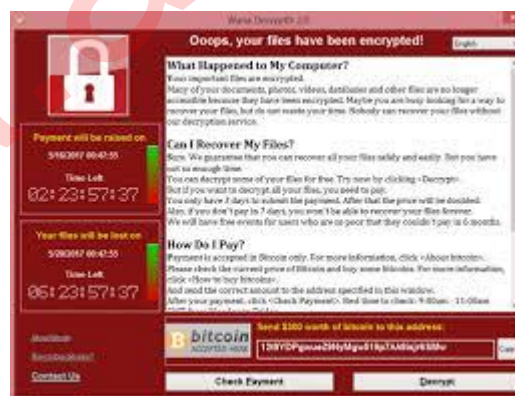 Wana Decrypt0r 2.0
Ooops, your files have been encrypted!
English
What Happened to My Computer?
Your important files are encrypted.
Many of your documents, photos, videos, databases and other files are no longer
accessible because they have been encrypted. Maybe you are busy looking for a way to
recover your files, but do not waste your time. Nobody can recover your files without
our decryption service.
Can I Recover My Files?
Sure. We guarantee that you can recover all your files safely and easily. But you have
not so enough time.
You can decrypt some of your files for free. Try now by clicking <Decrypt>.
But if you want to decrypt all your files, you need to pay.
You only have 3 days to submit the payment. After that the price will be doubled.
Also, if you don't pay in 7 days, you won't be able to recover your files forever.
We will have free events for users who are so poor that they couldn't pay in 6 months.
How Do I Pay?
Payment is accepted in Bitcoin only. For more information, click <About bitcoin>.
Please check the current price of Bitcoin and buy some bitcoins. For more information,
click <How to buy bitcoins>.
And send the correct amount to the address specified in this window.
After your payment, click <Check Payment>. Best time to check: 9:00am - 11:00am
Payment will be raised on
5/16/2017 00:47:55
Time Left
02:23:57:37
Your files will be lost on
5/20/2017 00:47:55
Time Left
06:23:57:37
About bitcoin
How to buy bitcoins?
Contact Us
bitcoin
ACCEPTED HERE
Send $300 worth of bitcoin to this address:
Copy
Check Payment
Decrypt